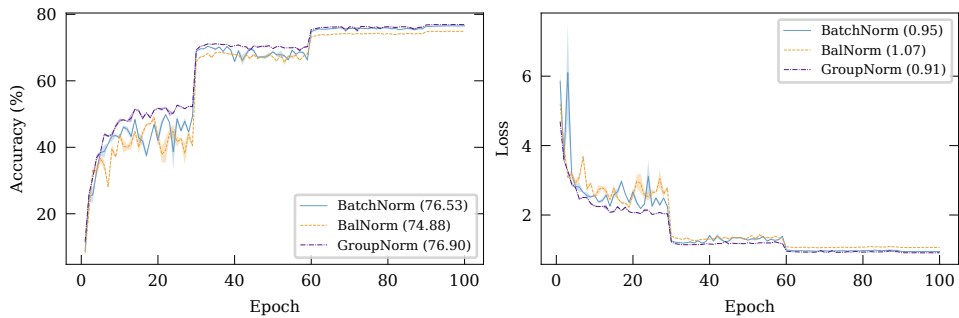 80
60
40
20
Accuracy (%)
0
20
40
60
80
100
Epoch
BatchNorm (76.53)
BalNorm (74.88)
GroupNorm (76.90)
6
4
2
Loss
0
20
40
60
80
100
Epoch
BatchNorm (0.95)
BalNorm (1.07)
GroupNorm (0.91)